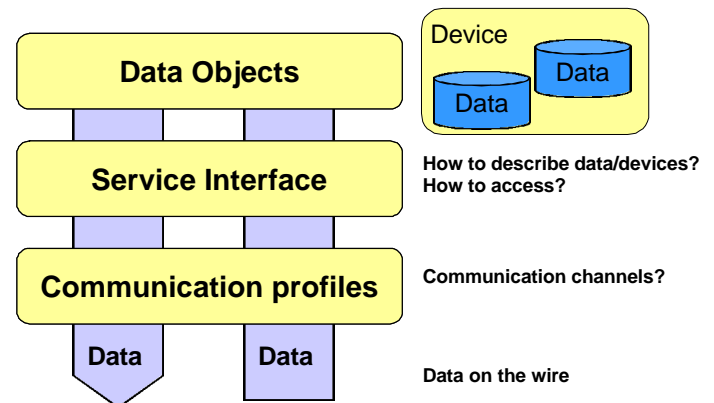 Data Objects
Device
Data
Data
Service Interface
How to describe data/devices?
How to access?
Communication profiles
Communication channels?
Data
Data
Data on the wire